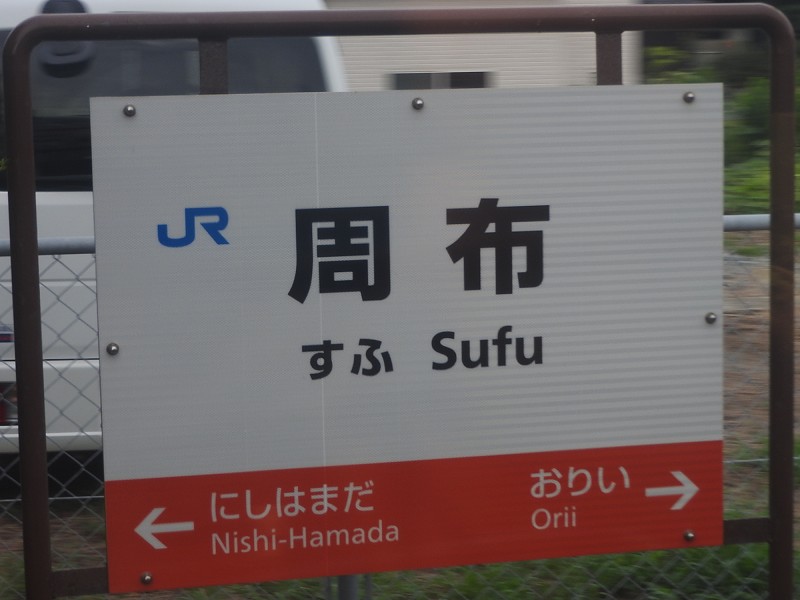 JR 周布
すふ Sufu
← にしはまだ
Nishi-Hamada
おりい →
Orii